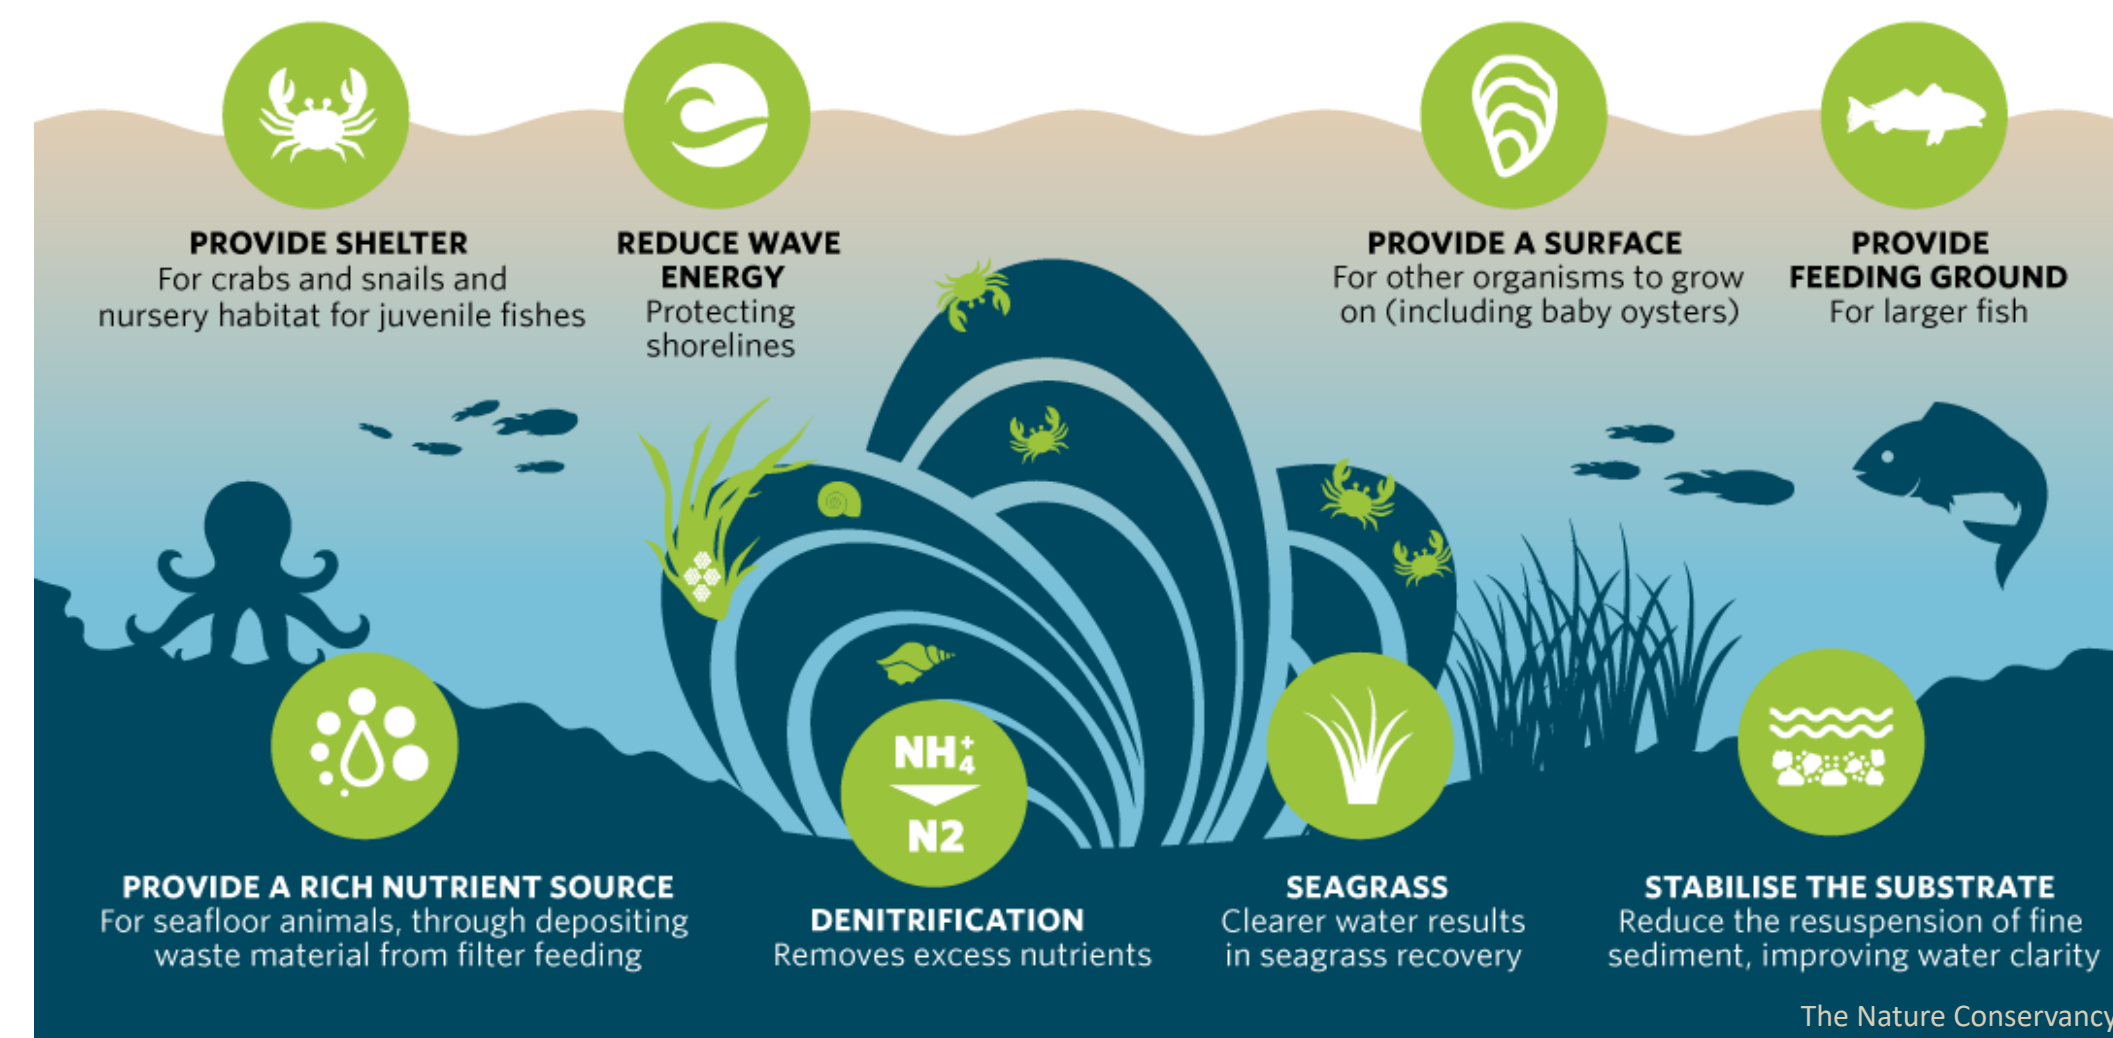 PROVIDE SHELTER
For crabs and snails and
nursery habitat for juvenile fishes
REDUCE WAVE
ENERGY
Protecting
shorelines
PROVIDE A SURFACE
For other organisms to grow
on (including baby oysters)
PROVIDE
FEEDING GROUND
For larger fish
PROVIDE A RICH NUTRIENT SOURCE
For seafloor animals, through depositing
waste material from filter feeding
NH₄⁺
N2
DENITRIFICATION
Removes excess nutrients
SEAGRASS
Clearer water results
in seagrass recovery
STABILISE THE SUBSTRATE
Reduce the resuspension of fine
sediment, improving water clarity
The Nature Conservancy